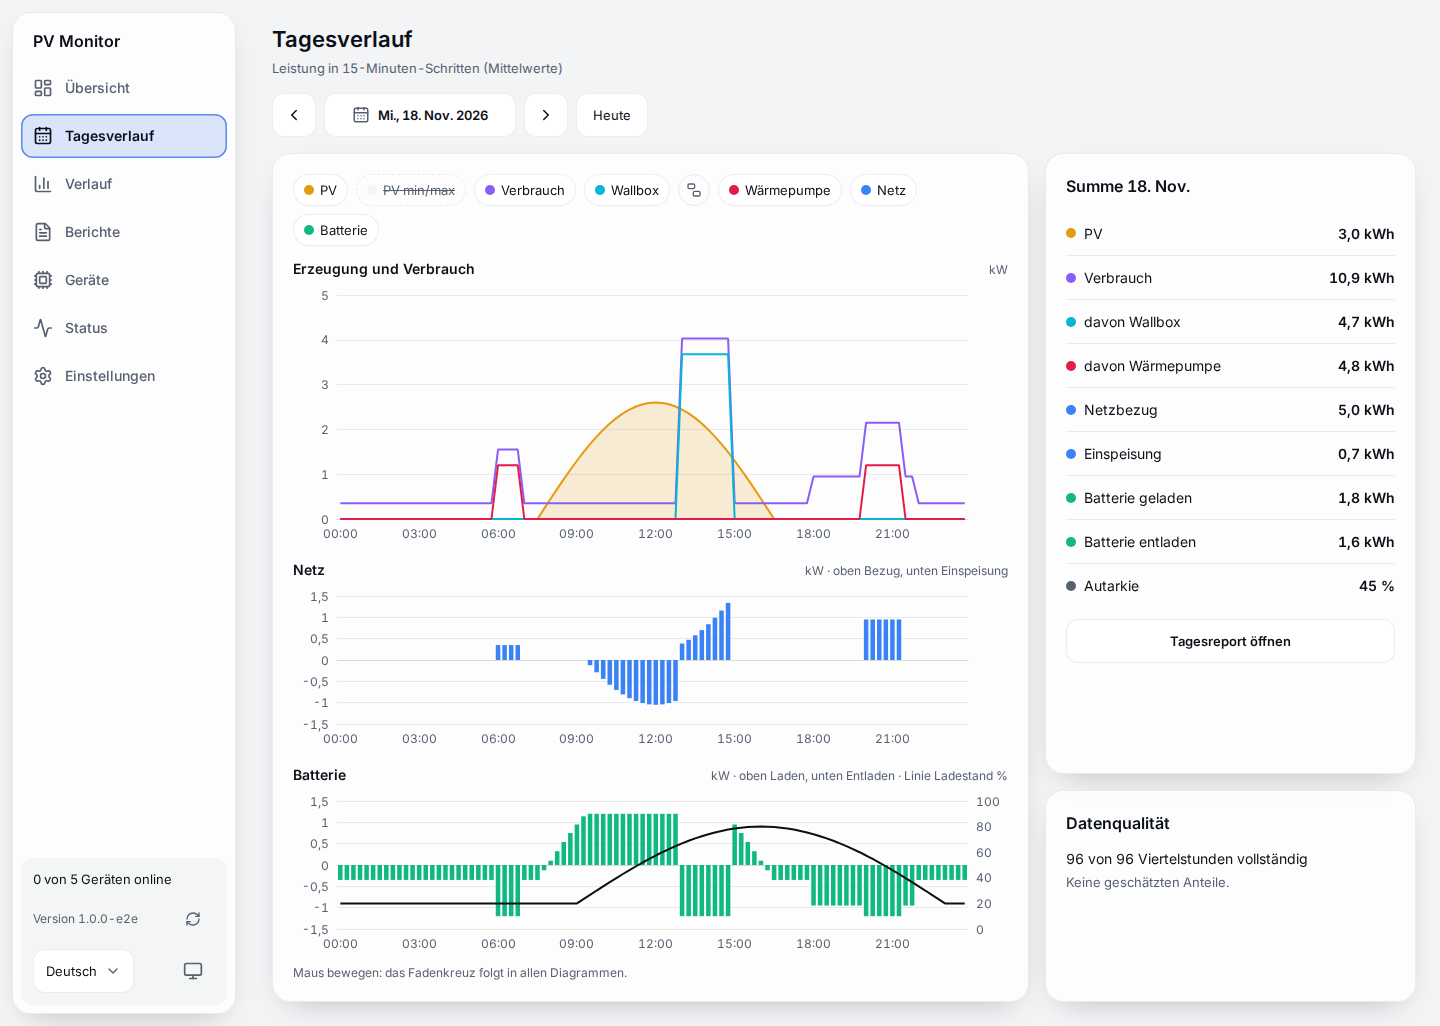 PV Monitor
Übersicht
Tagesverlauf
Verlauf
Berichte
Geräte
Status
Einstellungen
0 von 5 Geräten online
Version 1.0.0-e2e
Deutsch
Tagesverlauf
Leistung in 15-Minuten-Schritten (Mittelwerte)
Mi., 18. Nov. 2026
Heute
PV
PV min/max
Verbrauch
Wallbox
Wärmepumpe
Netz
Batterie
Erzeugung und Verbrauch
kW
5
4
3
2
1
0
00:00 03:00 06:00 09:00 12:00 15:00 18:00 21:00
Netz
kW · oben Bezug, unten Einspeisung
1,5
1
0,5
0
-0,5
-1
-1,5
00:00 03:00 06:00 09:00 12:00 15:00 18:00 21:00
Batterie
kW · oben Laden, unten Entladen · Linie Ladestand %
1,5 100
1 80
0,5 60
0 40
-0,5 20
-1 0
-1,5
00:00 03:00 06:00 09:00 12:00 15:00 18:00 21:00
Maus bewegen: das Fadenkreuz folgt in allen Diagrammen.
Summe 18. Nov.
PV 3,0 kWh
Verbrauch 10,9 kWh
davon Wallbox 4,7 kWh
davon Wärmepumpe 4,8 kWh
Netzbezug 5,0 kWh
Einspeisung 0,7 kWh
Batterie geladen 1,8 kWh
Batterie entladen 1,6 kWh
Autarkie 45 %
Tagesreport öffnen
Datenqualität
96 von 96 Viertelstunden vollständig
Keine geschätzten Anteile.